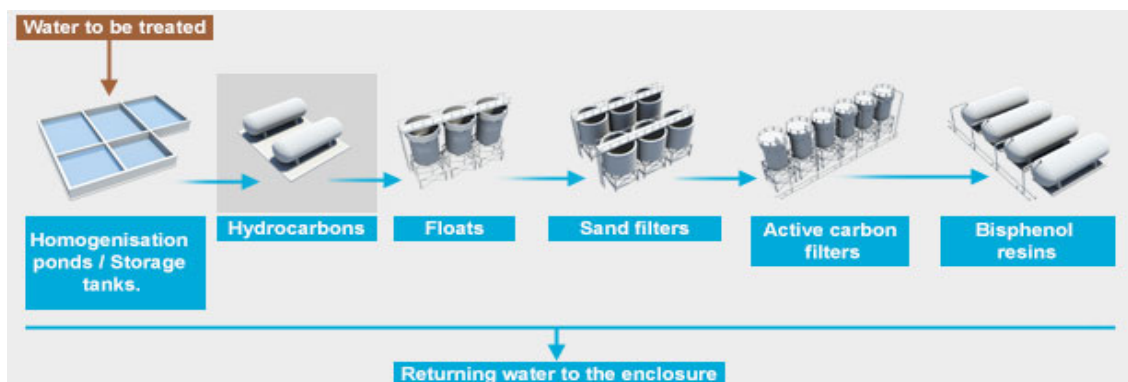 Water to be treated
Hydrocarbons
Floats
Sand filters
Active carbon
filters
Bisphenol
resins
Homogenisation
ponds / Storage
tanks.
Returning water to the enclosure